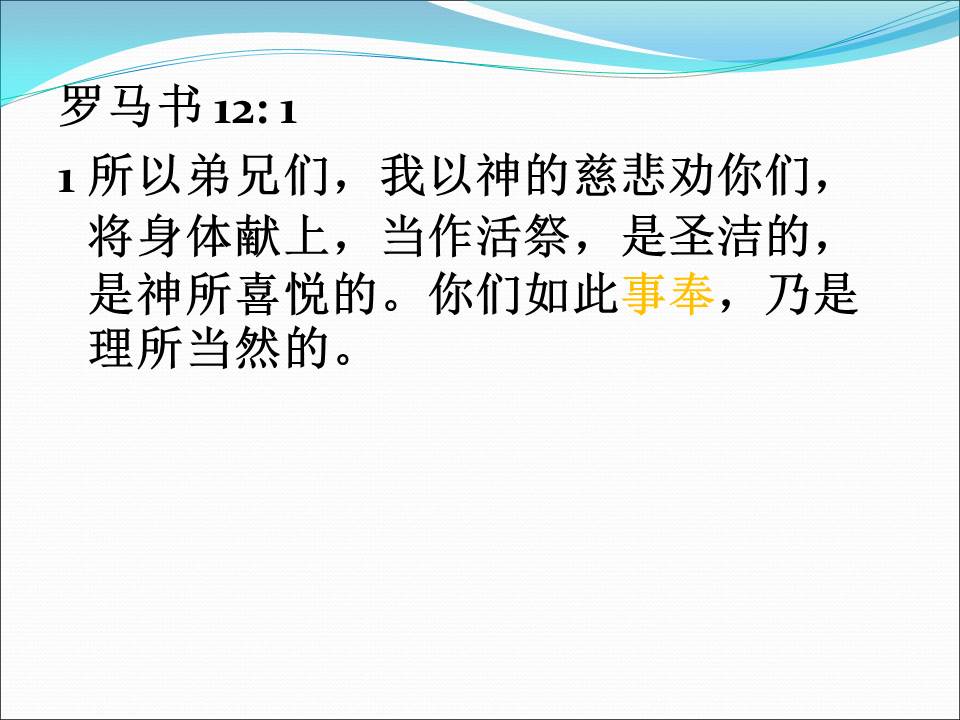 罗马书 12: 1
1 所以弟兄们，我以神的慈悲劝你们，
将身体献上，当作活祭，是圣洁的，
是神所喜悦的。你们如此事奉，乃是
理所当然的。